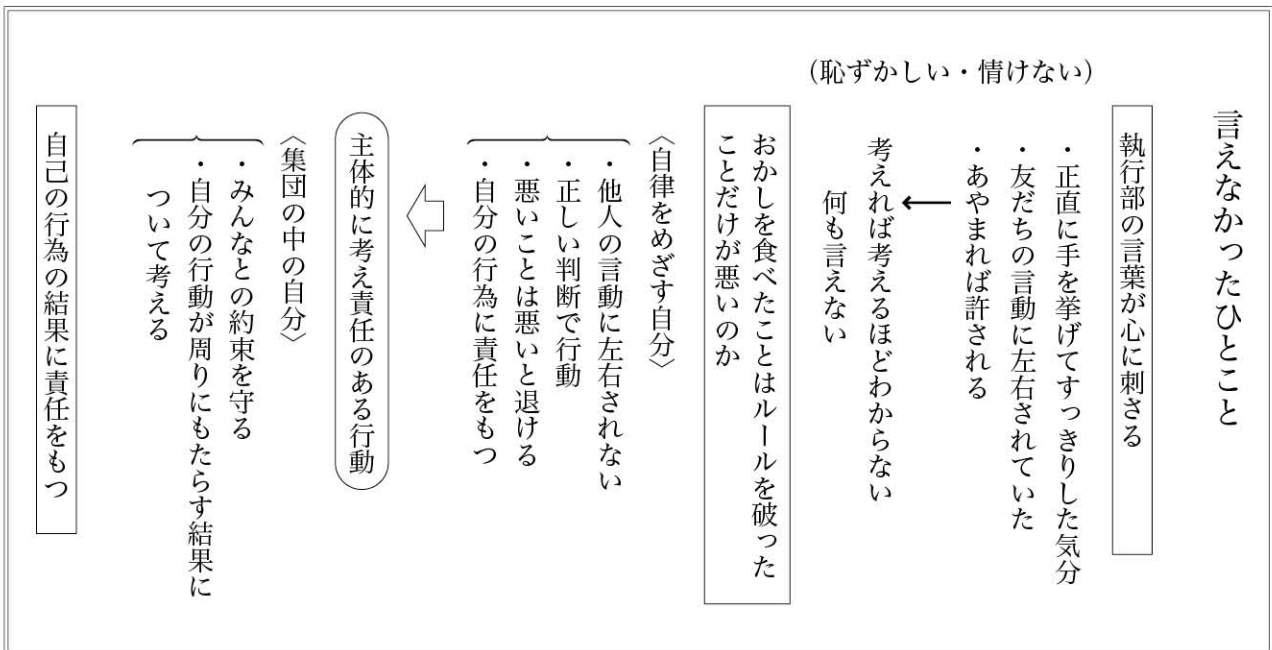 言えなかったひとこと
執行部の言葉が心に刺さる
・正直に手を挙げてすっきりした気分
・友だちの言動に左右されていた
・あやまれば許される
(恥ずかしい・情けない)
考えれば考えるほどわからない
何も言えない
おかしを食べたことはルールを破った
ことだけが悪いのか
〈自律をめざす自分〉
・他人の言動に左右されない
・正しい判断で行動
・悪いことは悪いと退ける
・自分の行為に責任をもつ
主体的に考え責任のある行動
〈集団の中の自分〉
・みんなとの約束を守る
・自分の行動が周りにもたらす結果に
ついて考える
自己の行為の結果に責任をもつ